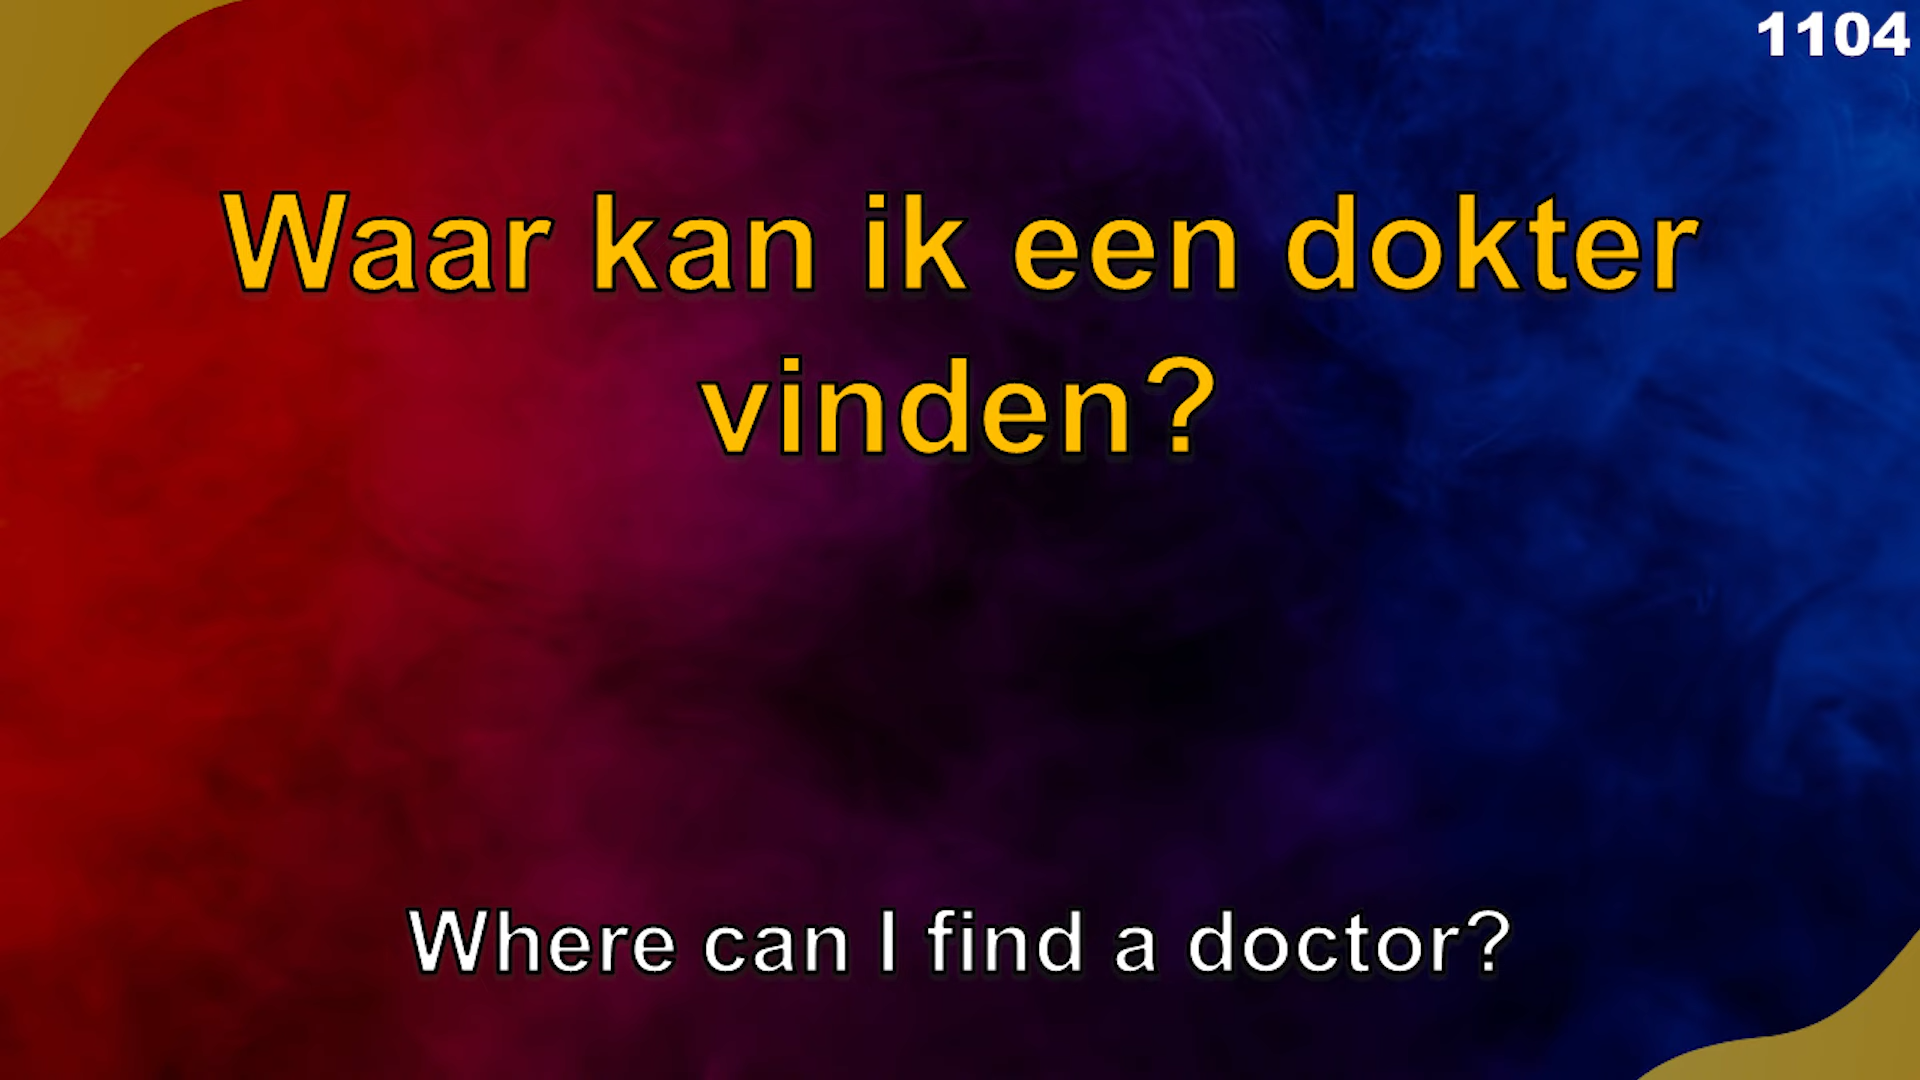 1104
Waar kan ik een dokter
vinden?
Where can I find a doctor?